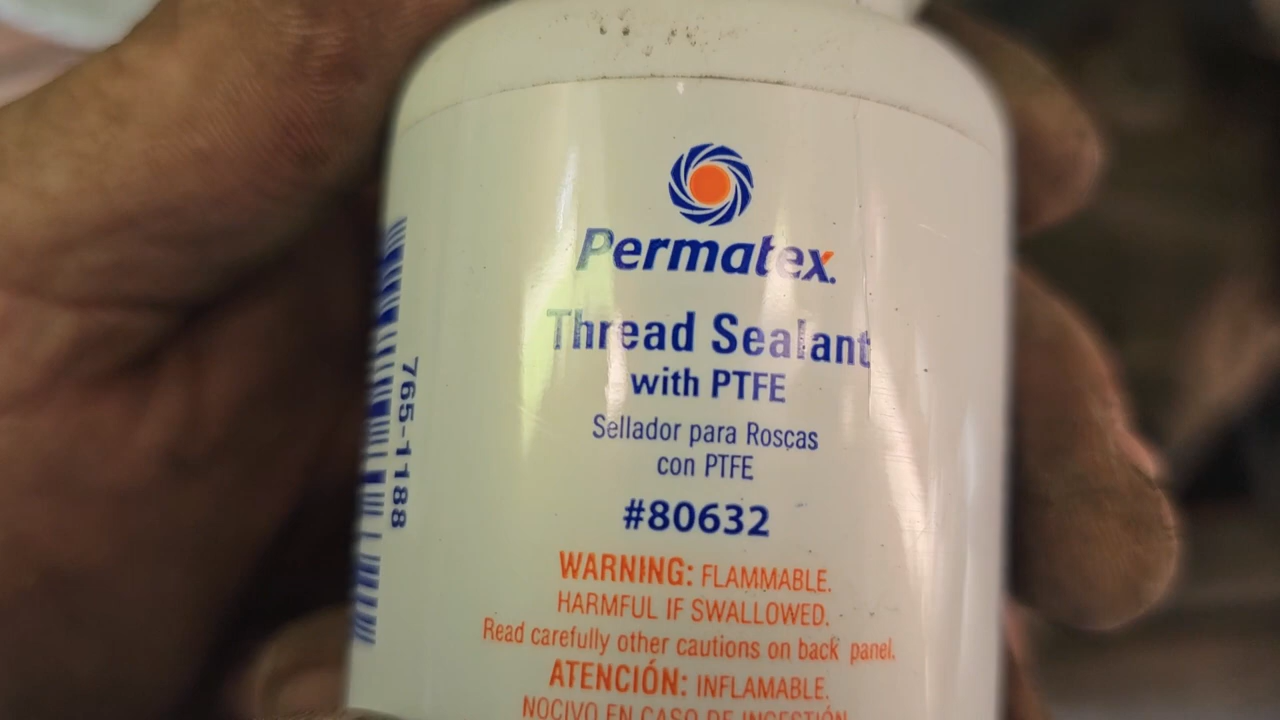 Permatex.
Thread Sealant
with PTFE
Sellador para Roscas
con PTFE
#80632
WARNING: FLAMMABLE.
HARMFUL IF SWALLOWED.
Read carefully other cautions on back panel.
ATENCIÓN: INFLAMABLE.
NOCIVO EN CASO DE INGESTIÓN
765-1188